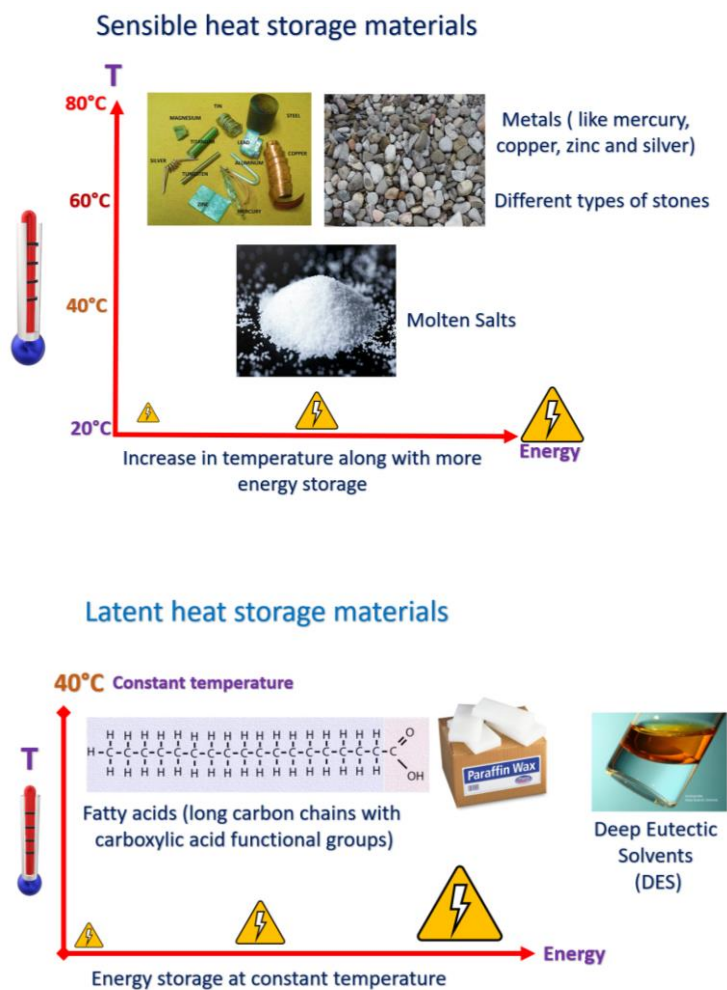 Sensible heat storage materials
T
80°C
60°C
40°C
20°C
MAGNESIUM
TIN
STEEL
TITANIUM
LEAD
SILVER
ALUMINIUM
COPPER
TUNGSTEN
ZINC
MERCURY
Metals ( like mercury,
copper, zinc and silver)
Different types of stones
Molten Salts
Energy
Increase in temperature along with more
energy storage
Latent heat storage materials
40°C Constant temperature
T
H H H H H H H H H H H H H H H
H-C-C-C-C-C-C-C-C-C-C-C-C-C-C-C-C
O
OH
H H H H H H H H H H H H H H H
Paraffin Wax
Fatty acids (long carbon chains with
carboxylic acid functional groups)
Deep Eutectic
Solvents
(DES)
Energy
Energy storage at constant temperature